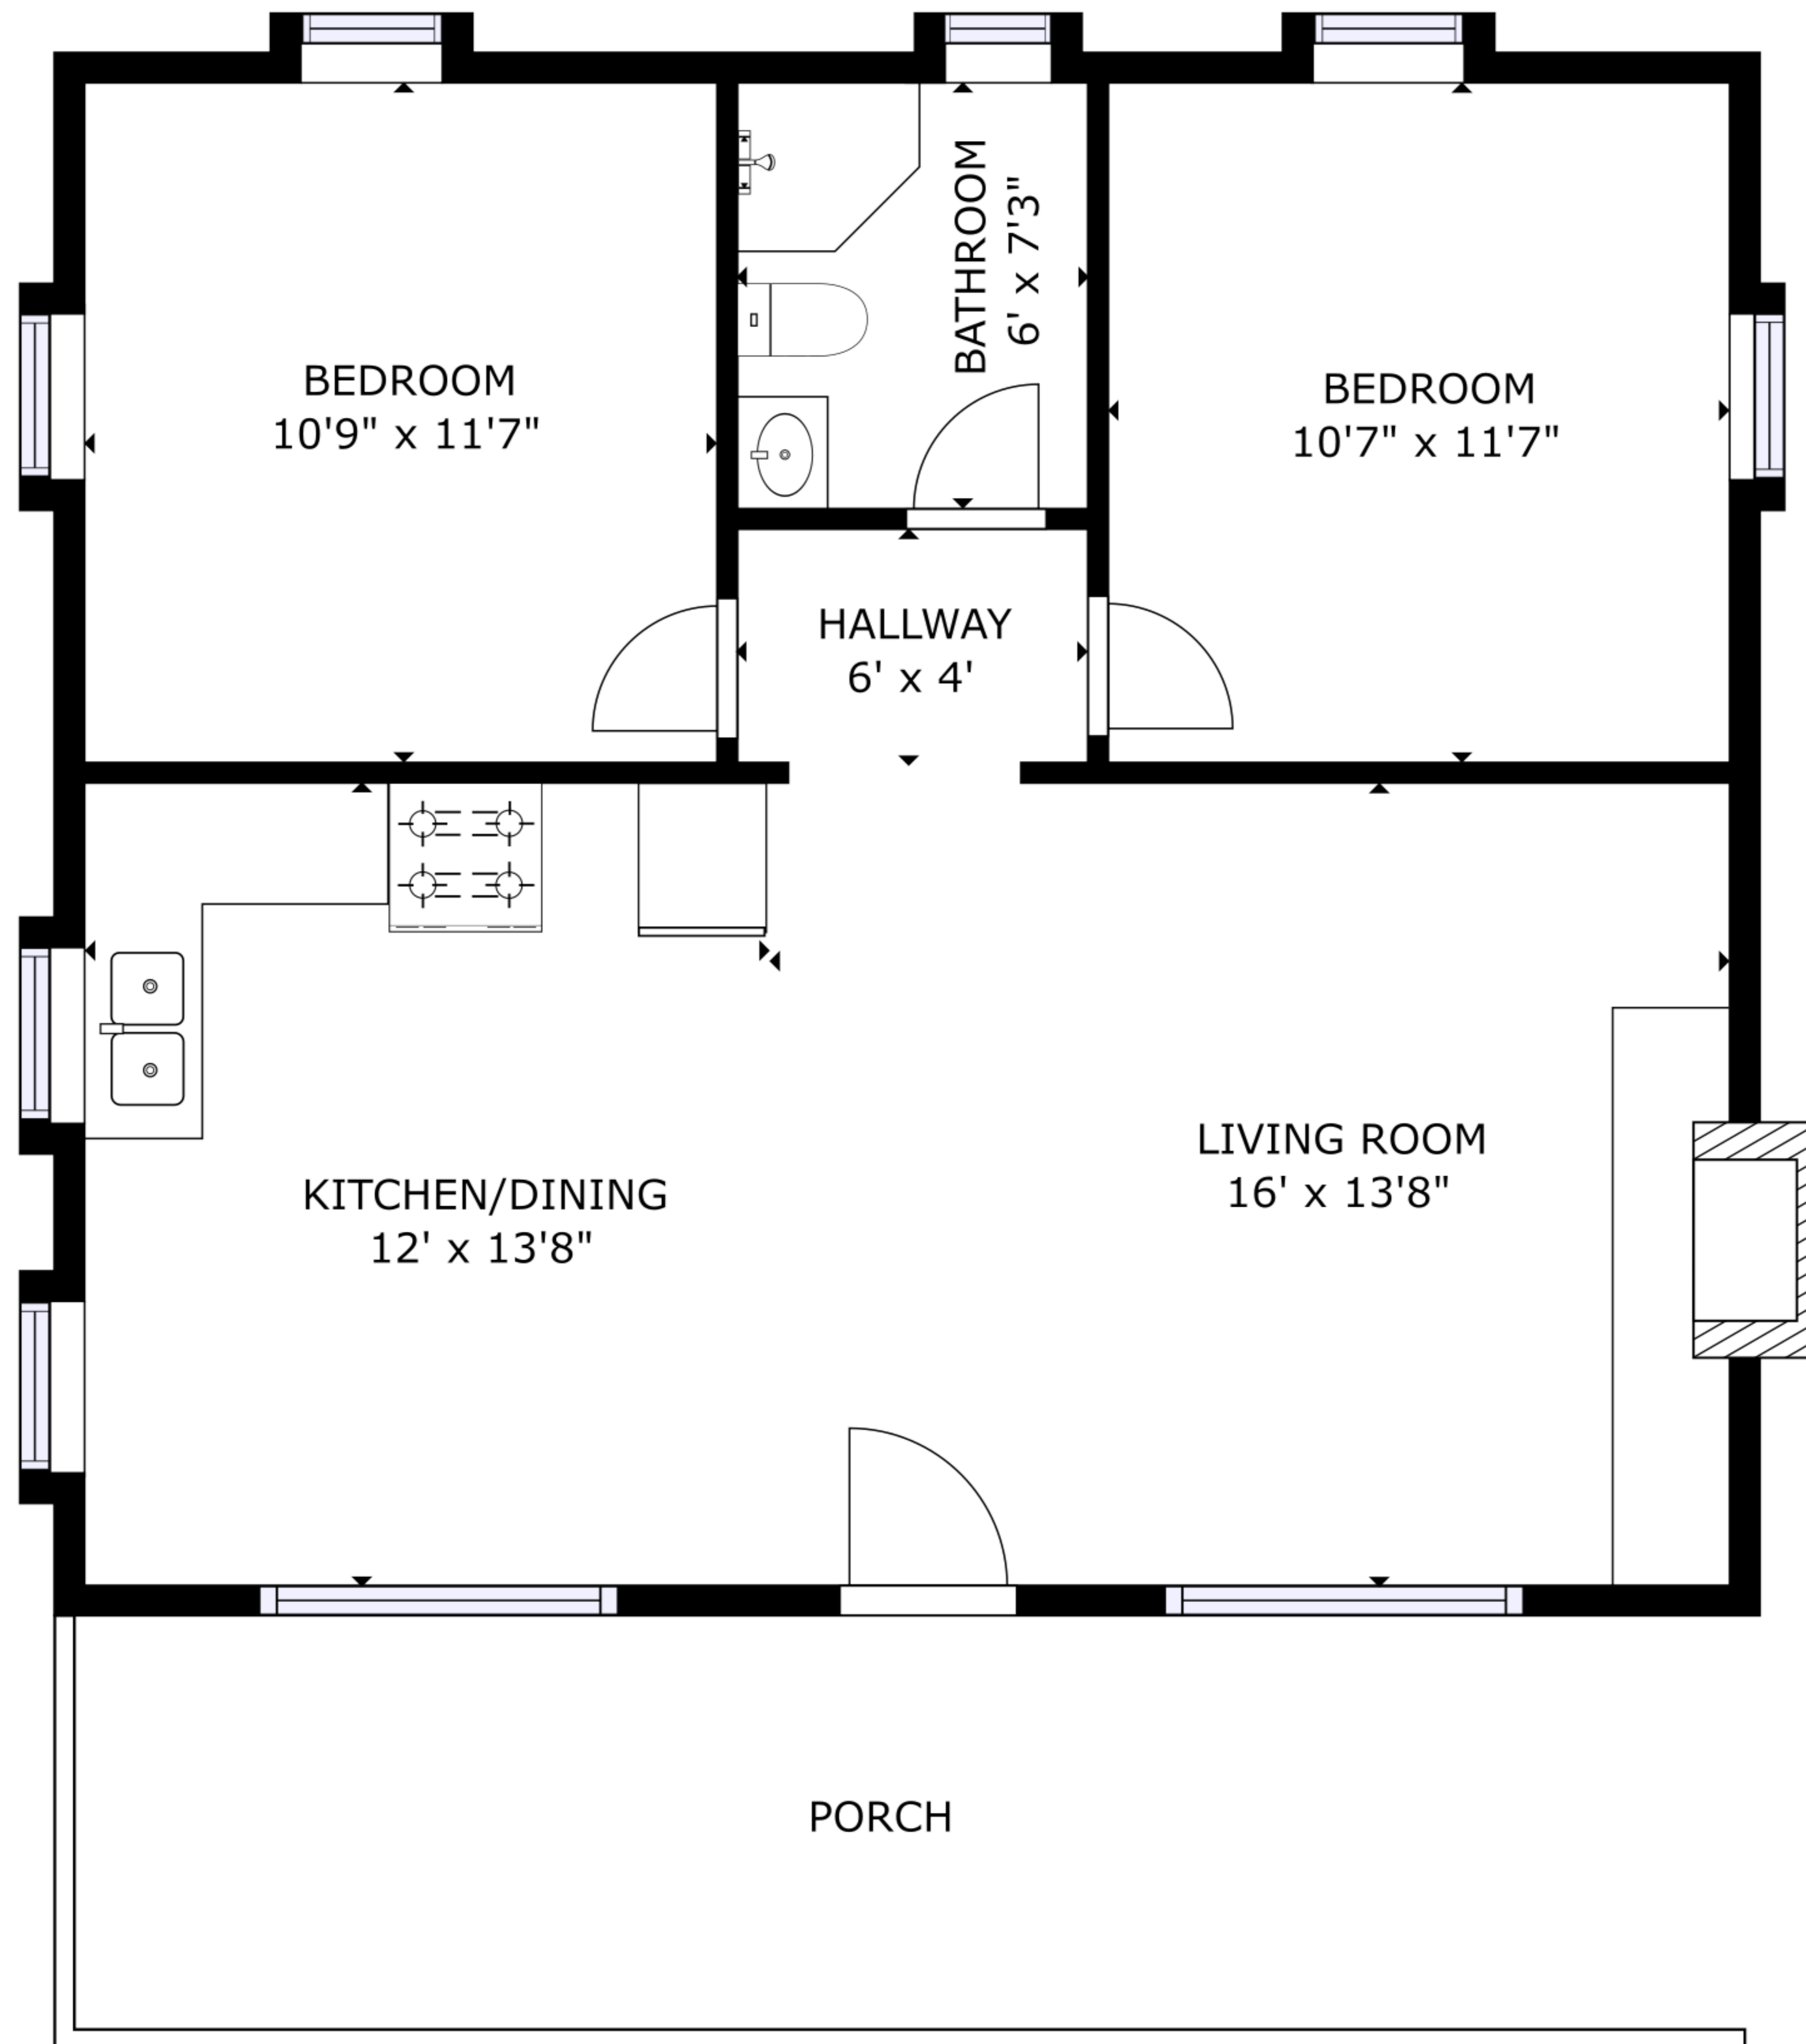 BATHROOM
6' x 7'3"
BEDROOM
10'9" x 11'7"
BEDROOM
10'7" x 11'7"
HALLWAY
6' x 4'
LIVING ROOM
16' x 13'8"
KITCHEN/DINING
12' x 13'8"
PORCH